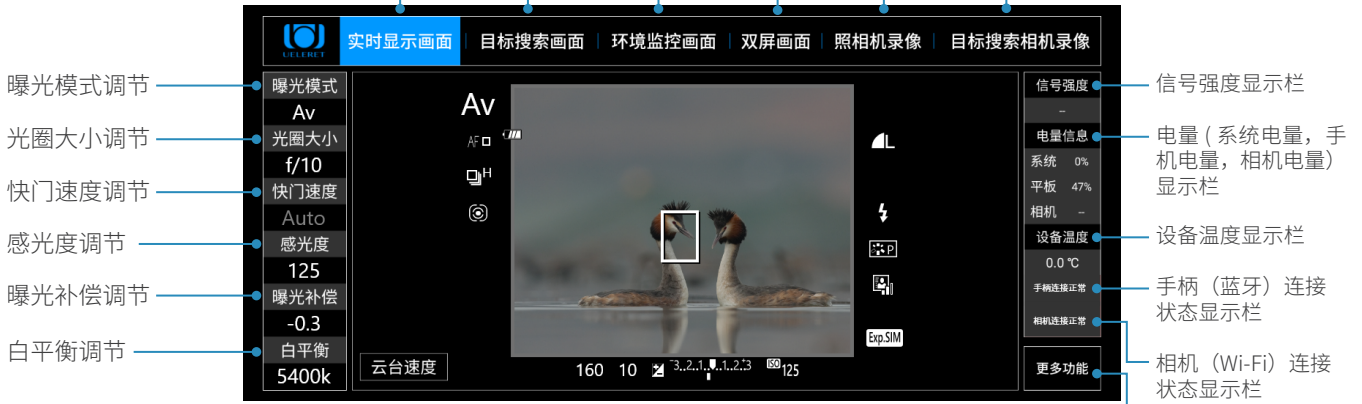 UELERET
实时显示画面
目标搜索画面
环境监控画面
双屏画面
照相机录像
目标搜索相机录像
曝光模式调节
光圈大小调节
快门速度调节
感光度调节
曝光补偿调节
白平衡调节
曝光模式
Av
光圈大小
f/10
快门速度
Auto
感光度
125
曝光补偿
-0.3
白平衡
5400k
Av
AF
H
L
P
Exp.SIM
云台速度
160 10 -3..2..1..1..2..+3 ISO 125
信号强度
–
电量信息
系统 0%
平板 47%
相机 –
设备温度
0.0 ℃
手柄连接正常
相机连接正常
更多功能
信号强度显示栏
电量 ( 系统电量，手
机电量，相机电量）
显示栏
设备温度显示栏
手柄（蓝牙）连接
状态显示栏
相机（Wi-Fi）连接
状态显示栏